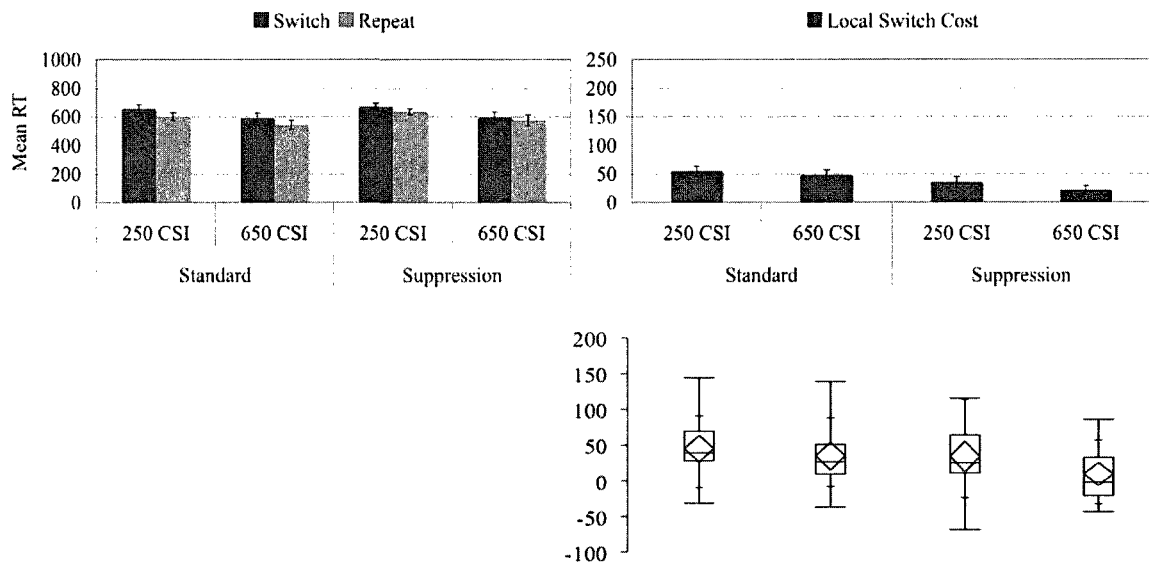 Switch Repeat
Local Switch Cost
Mean RT
1000
800
600
400
200
0
250 CSI 650 CSI 250 CSI 650 CSI
Standard Suppression
250
200
150
100
50
0
250 CSI 650 CSI 250 CSI 650 CSI
Standard Suppression
200
150
100
50
0
-50
-100